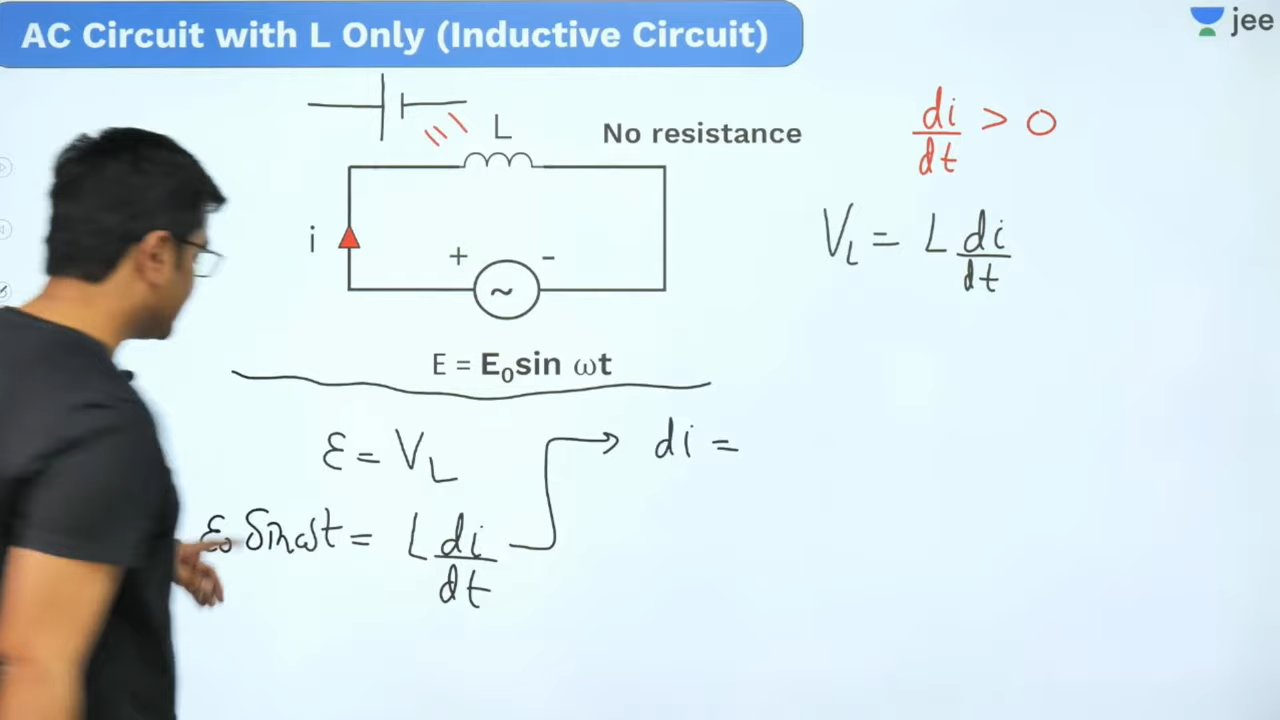 AC Circuit with L Only (Inductive Circuit)
jee
L
No resistance
di/dt > 0
i
+ -
~
V_L = L di/dt
E = E₀sin ωt
ε = V_L
di =
ε₀ sinωt = L di/dt